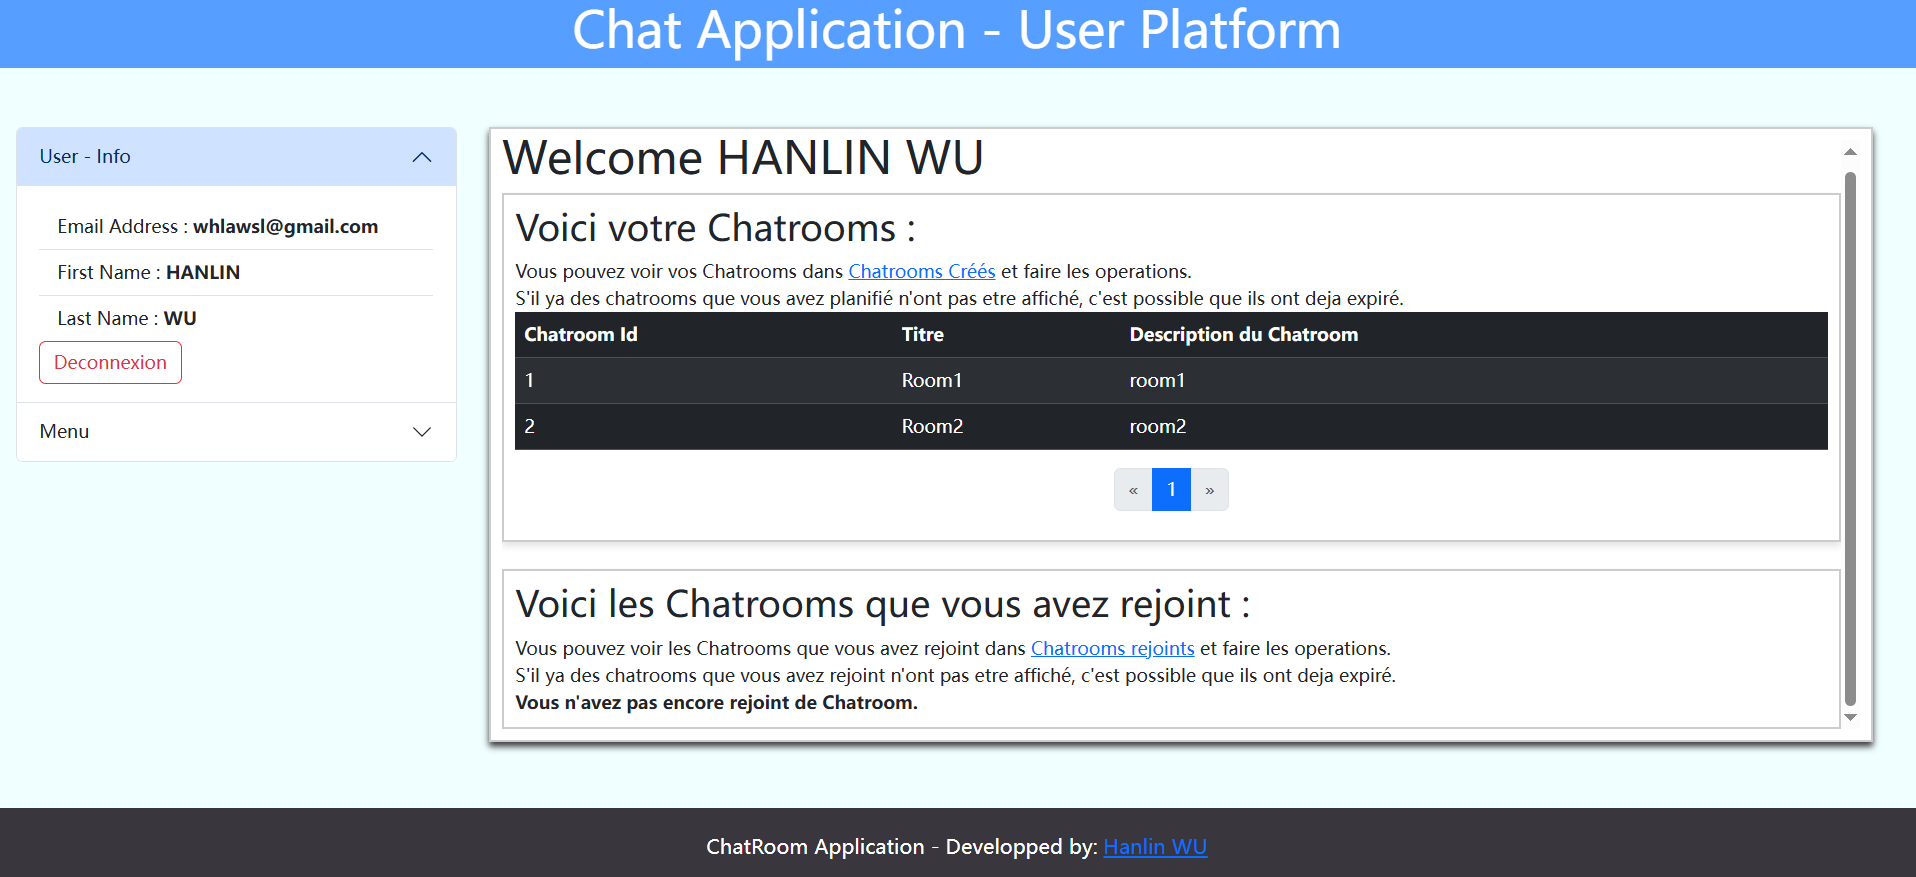 Chat Application - User Platform
User - Info
Email Address : whlawsl@gmail.com
First Name : HANLIN
Last Name : WU
Deconnexion
Menu
Welcome HANLIN WU
Voici votre Chatrooms :
Vous pouvez voir vos Chatrooms dans Chatrooms Créés et faire les operations.
S'il ya des chatrooms que vous avez planifié n'ont pas etre affiché, c'est possible que ils ont deja expiré.
Chatroom Id Titre Description du Chatroom
1 Room1 room1
2 Room2 room2
« 1 »
Voici les Chatrooms que vous avez rejoint :
Vous pouvez voir les Chatrooms que vous avez rejoint dans Chatrooms rejoints et faire les operations.
S'il ya des chatrooms que vous avez rejoint n'ont pas etre affiché, c'est possible que ils ont deja expiré.
Vous n'avez pas encore rejoint de Chatroom.
ChatRoom Application - Developped by: Hanlin WU